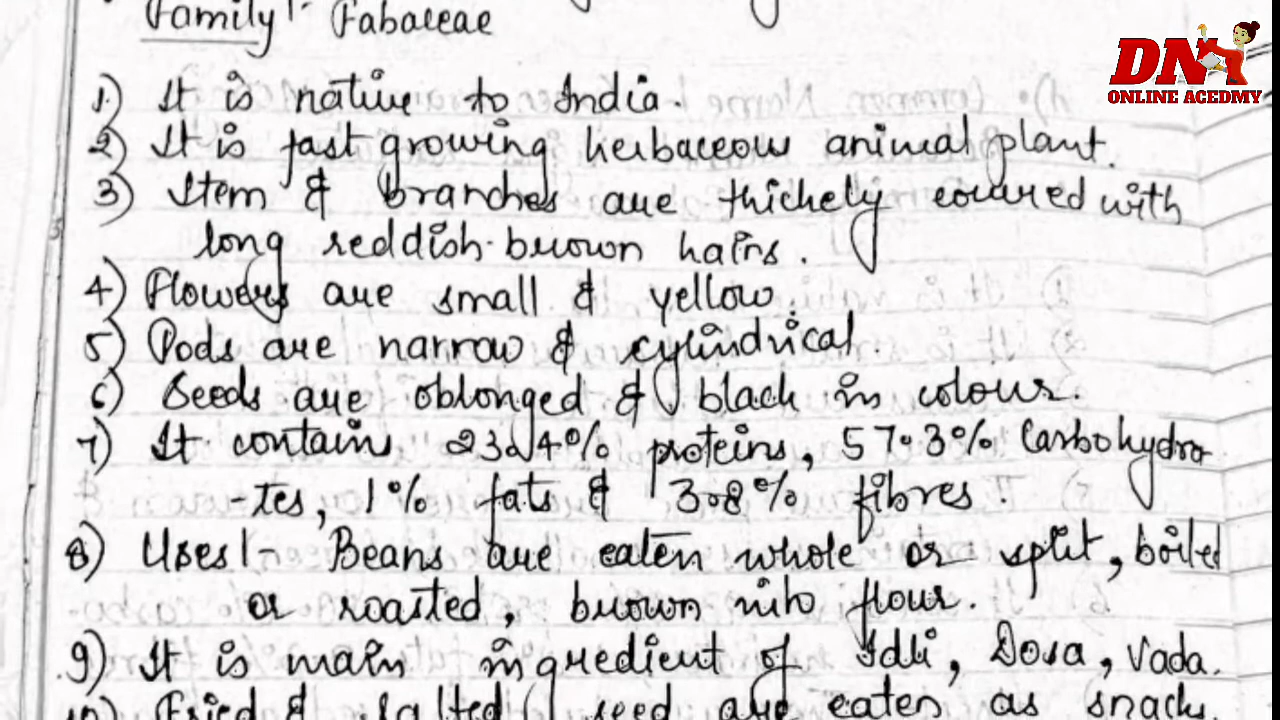 Family :- Fabaceae
DN
ONLINE ACEDMY
1) It is native to India.
2) It is fast growing herbaceous animal plant.
3) Stem & branches are thickely covered with
long reddish-brown hairs.
4) Flowers are small & yellow.
5) Pods are narrow & cylindrical.
6) Seeds are oblonged & black in colour.
7) It contains 23.4% proteins, 57.3% Carbohydra
-tes, 1% fats & 3.8% fibres.
8) Uses :- Beans are eaten whole or split, boiled
or roasted, brown into flour.
9) It is main ingredient of Idli, Dosa, Vada.
10) Fried & salted seed are eaten as snack.